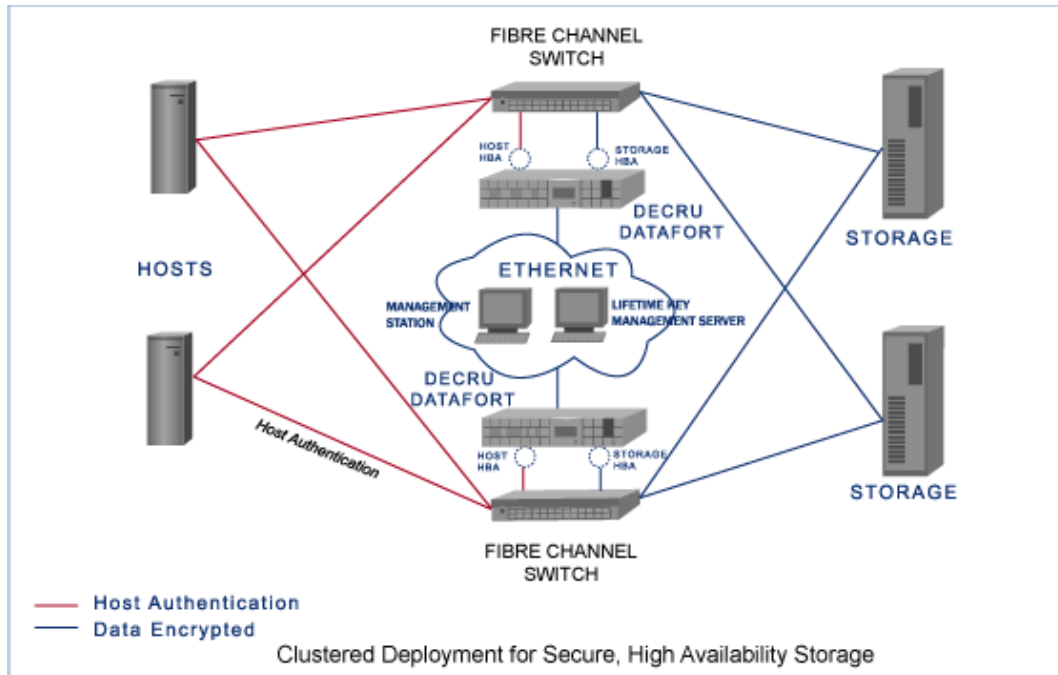 FIBRE CHANNEL
SWITCH
HOST
HBA
STORAGE
HBA
DECRU
DATAFORT
STORAGE
HOSTS
ETHERNET
MANAGEMENT
STATION
LIFETIME KEY
MANAGEMENT SERVER
DECRU
DATAFORT
Host Authentication
HOST
HBA
STORAGE
HBA
STORAGE
FIBRE CHANNEL
SWITCH
Host Authentication
Data Encrypted
Clustered Deployment for Secure, High Availability Storage